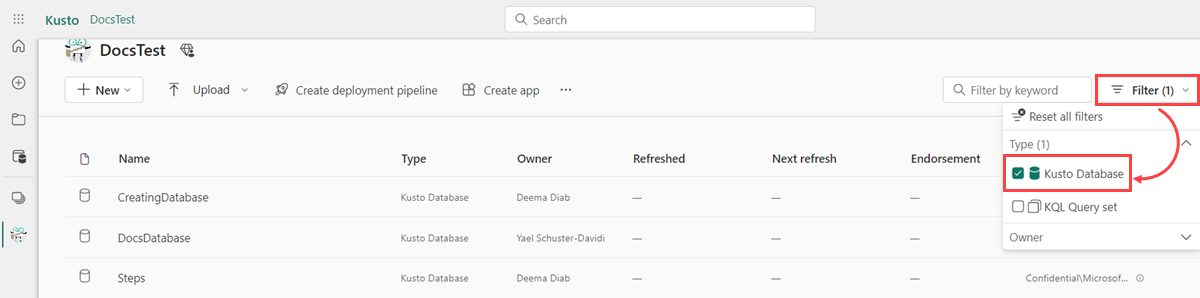 Kusto DocsTest Search
DocsTest
New Upload Create deployment pipeline Create app ... Filter by keyword Filter (1)
Reset all filters
Type (1)
Name Type Owner Refreshed Next refresh Endorsement
Kusto Database
CreatingDatabase Kusto Database Deema Diab — —  —
KQL Query set
DocsDatabase Kusto Database Yael Schuster-Davidi — — —
Owner
Steps Kusto Database Deema Diab — — — Confidential\Microsof...